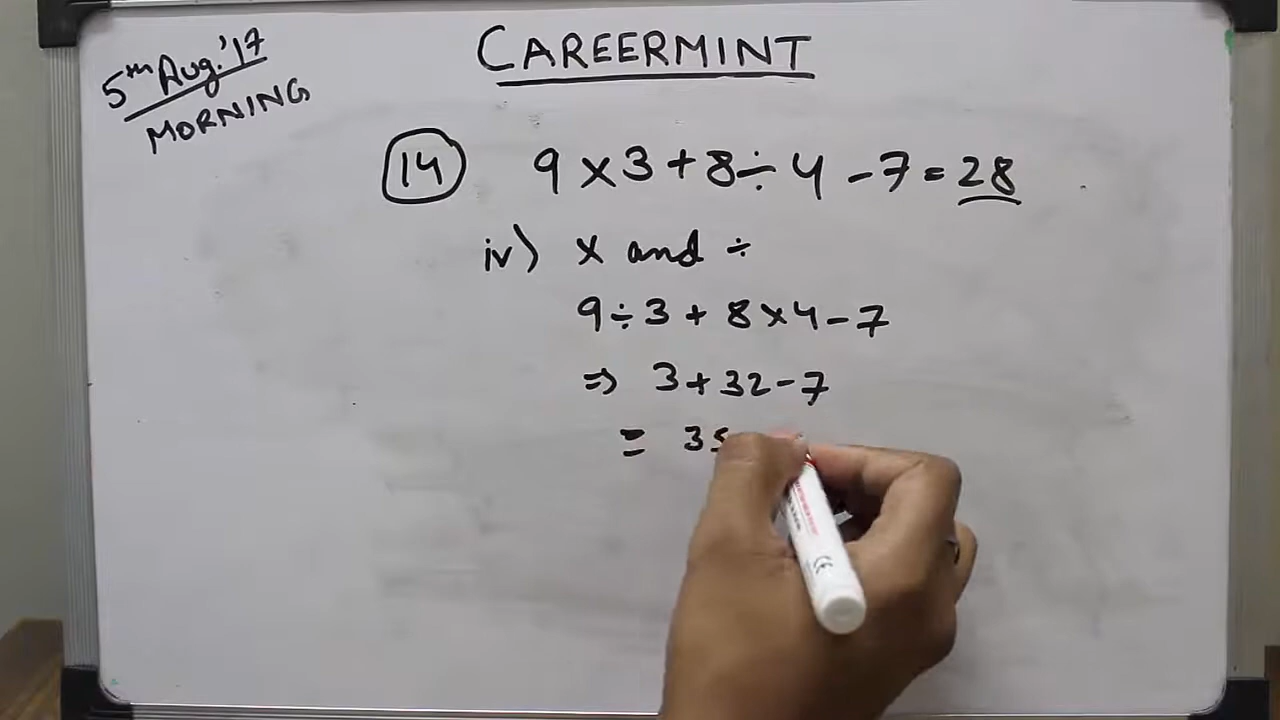 5th Aug.'17
MORNING
CAREERMINT
14 9 × 3 + 8 ÷ 4 - 7 = 28
iv) × and ÷
9 ÷ 3 + 8 × 4 - 7
⇒ 3 + 32 - 7
= 35